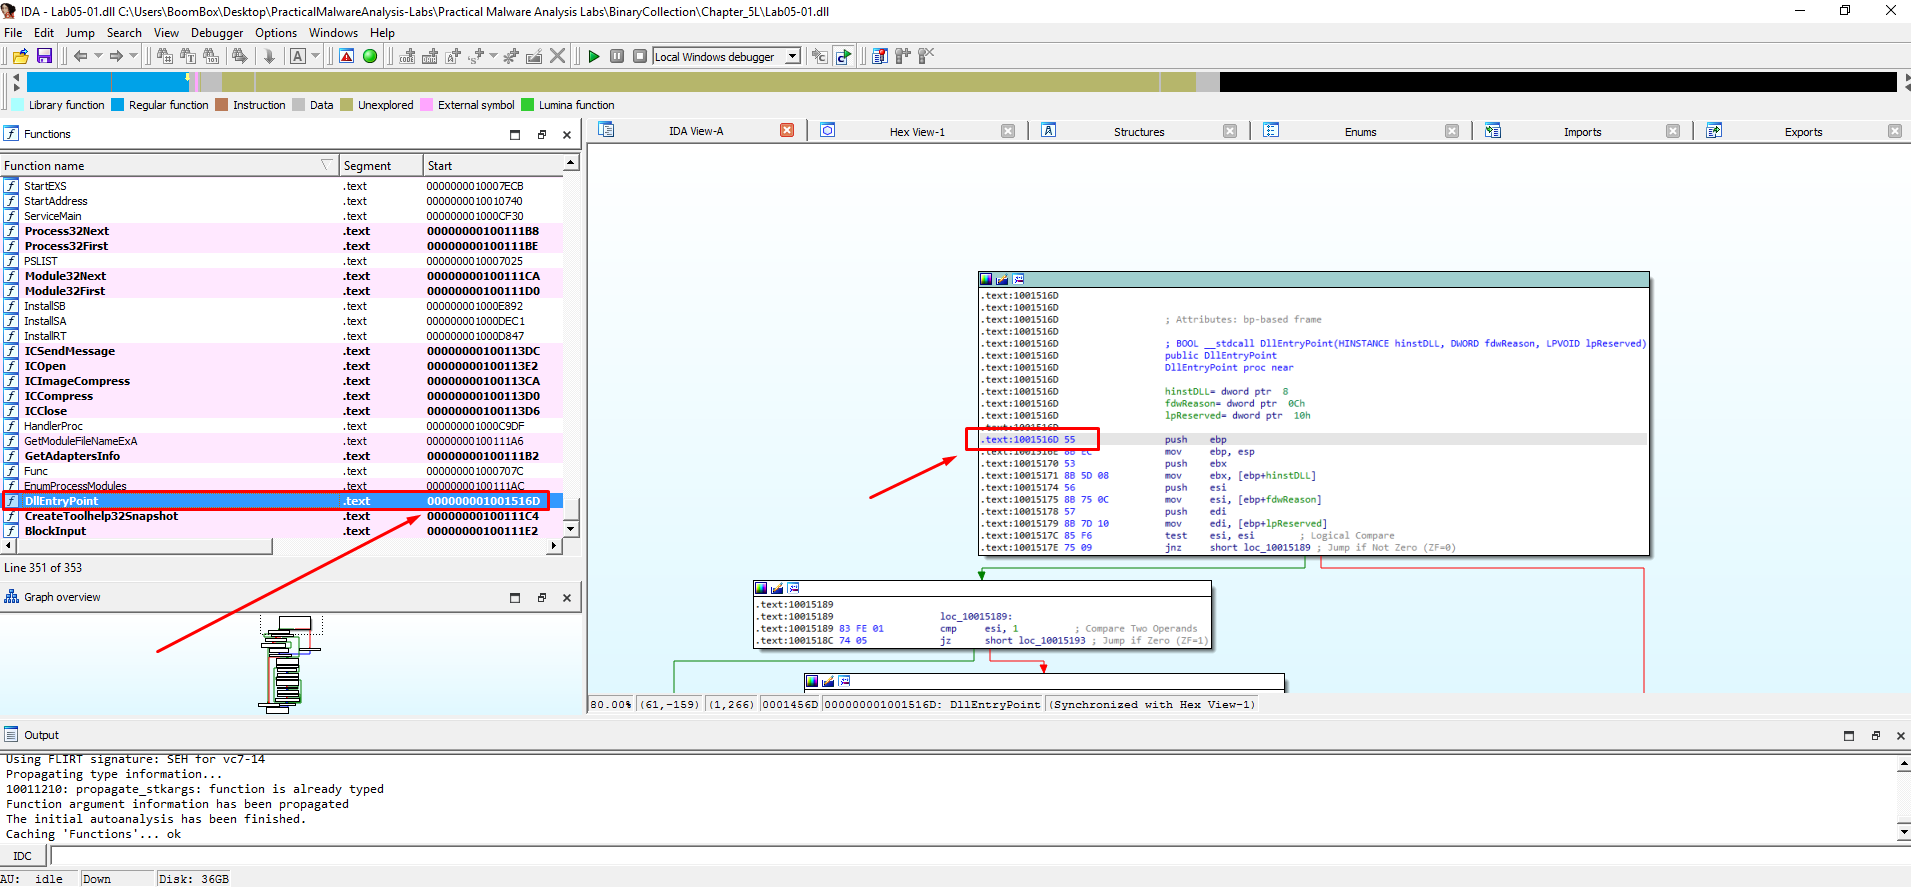 IDA - Lab05-01.dll C:\Users\BoomBox\Desktop\PracticalMalwareAnalysis-Labs\Practical Malware Analysis Labs\BinaryCollection\Chapter_5L\Lab05-01.dll
File Edit Jump Search View Debugger Options Windows Help
Local Windows debugger
Library function Regular function Instruction Data Unexplored External symbol Lumina function
Functions
Function name Segment Start
StartEXS .text 0000000010007ECB
StartAddress .text 0000000010010740
ServiceMain .text 000000001000CF30
Process32Next .text 00000000100111B8
Process32First .text 00000000100111BE
PSLIST .text 0000000010007025
Module32Next .text 00000000100111CA
Module32First .text 00000000100111D0
InstallSB .text 000000001000E892
InstallSA .text 000000001000DEC1
InstallRT .text 000000001000D847
ICSendMessage .text 00000000100113DC
ICOpen .text 00000000100113E2
ICImageCompress .text 00000000100113CA
ICCompress .text 00000000100113D0
ICClose .text 00000000100113D6
HandlerProc .text 000000001000C9DF
GetModuleFileNameExA .text 00000000100111A6
GetAdaptersInfo .text 00000000100111B2
Func .text 000000001000707C
EnumProcessModules .text 00000000100111AC
DllEntryPoint .text 000000001001516D
CreateToolhelp32Snapshot .text 00000000100111C4
BlockInput .text 00000000100111E2
Line 351 of 353
Graph overview
IDA View-A Hex View-1 Structures Enums Imports Exports
.text:1001516D
.text:1001516D
.text:1001516D ; Attributes: bp-based frame
.text:1001516D
.text:1001516D ; BOOL __stdcall DllEntryPoint(HINSTANCE hinstDLL, DWORD fdwReason, LPVOID lpReserved)
.text:1001516D public DllEntryPoint
.text:1001516D DllEntryPoint proc near
.text:1001516D
.text:1001516D hinstDLL= dword ptr 8
.text:1001516D fdwReason= dword ptr 0Ch
.text:1001516D lpReserved= dword ptr 10h
.text:1001516D
.text:1001516D 55 push ebp
.text:1001516E 8B EC mov ebp, esp
.text:10015170 53 push ebx
.text:10015171 8B 5D 08 mov ebx, [ebp+hinstDLL]
.text:10015174 56 push esi
.text:10015175 8B 75 0C mov esi, [ebp+fdwReason]
.text:10015178 57 push edi
.text:10015179 8B 7D 10 mov edi, [ebp+lpReserved]
.text:1001517C 85 F6 test esi, esi ; Logical Compare
.text:1001517E 75 09 jnz short loc_10015189 ; Jump if Not Zero (ZF=0)
.text:10015189
.text:10015189 loc_10015189:
.text:10015189 83 FE 01 cmp esi, 1 ; Compare Two Operands
.text:1001518C 74 05 jz short loc_10015193 ; Jump if Zero (ZF=1)
80.00% (61,-159) (1,266) 0001456D 000000001001516D: DllEntryPoint (Synchronized with Hex View-1)
Output
Using FLIRT signature: SEH for vc7-14
Propagating type information...
10011210: propagate_stkargs: function is already typed
Function argument information has been propagated
The initial autoanalysis has been finished.
Caching 'Functions'... ok
IDC
AU: idle Down Disk: 36GB